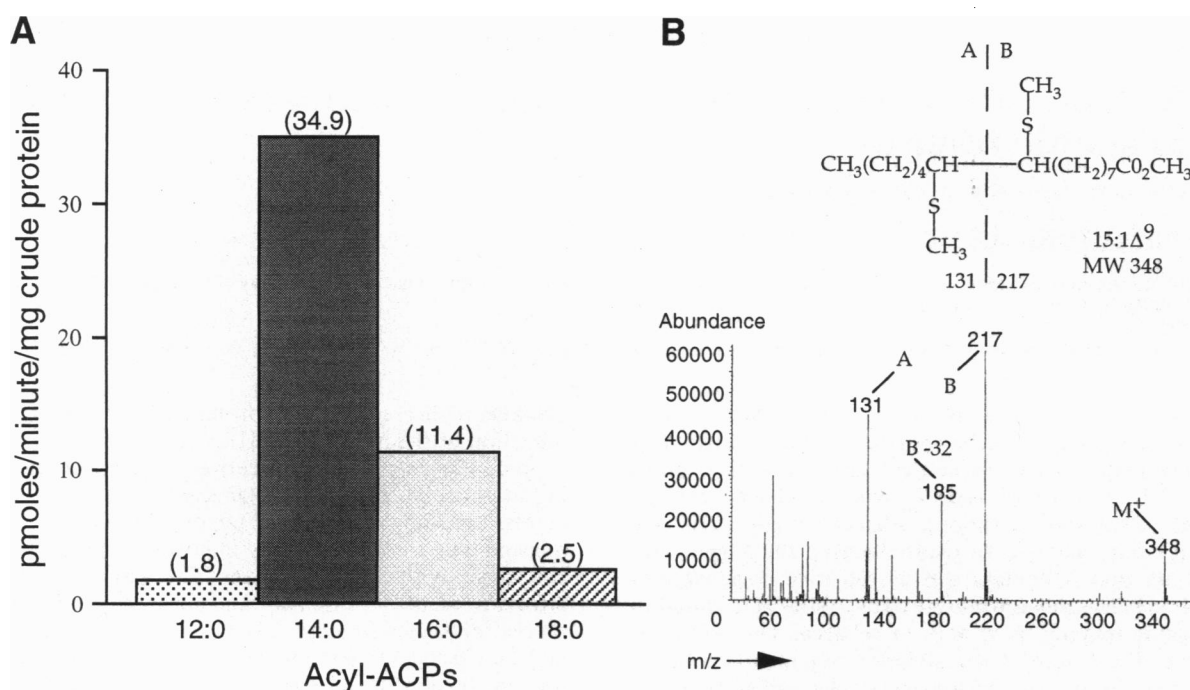 A
40
30
20
10
0
pmoles/minute/mg crude protein
(1.8)
(34.9)
(11.4)
(2.5)
12:0
14:0
16:0
18:0
Acyl-ACPs
B
A B
CH3
S
CH3(CH2)4CH CH(CH2)7C02CH3
S
CH3
131 217
15:1Δ9
MW 348
Abundance
60000
50000
40000
30000
20000
10000
0
217
A
B
131
B -32
185
M+
348
60 100 140 180 220 260 300 340
m/z